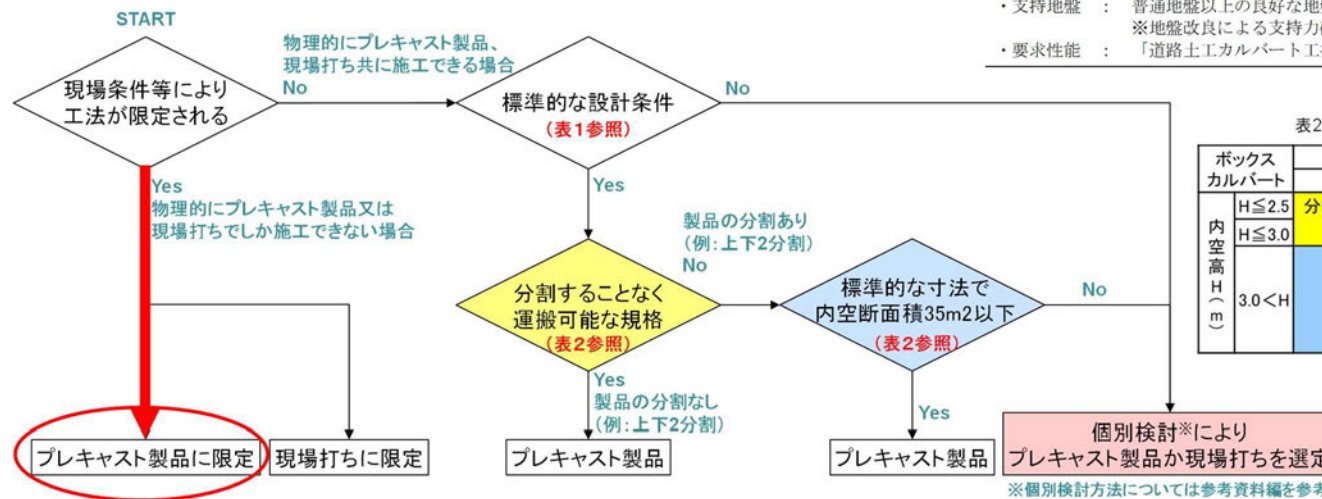 ・支持地盤 ： 普通地盤以上の良好な地盤
※地盤改良による支持力
・要求性能 ： 「道路土工カルバート工
START
現場条件等により
工法が限定される
物理的にプレキャスト製品、
現場打ち共に施工できる場合
No
標準的な設計条件
(表1参照)
No
Yes
物理的にプレキャスト製品又は
現場打ちでしか施工できない場合
Yes
分割することなく
運搬可能な規格
(表2参照)
製品の分割あり
(例:上下2分割)
No
標準的な寸法で
内空断面積35m2以下
(表2参照)
No
Yes
製品の分割なし
(例:上下2分割)
Yes
プレキャスト製品に限定
現場打ちに限定
プレキャスト製品
プレキャスト製品
個別検討※により
プレキャスト製品か現場打ちを選定
※個別検討方法については参考資料編を参考
表2
ボックス
カルバート
内空高H(m)
H≦2.5
分
H≦3.0
3.0<H